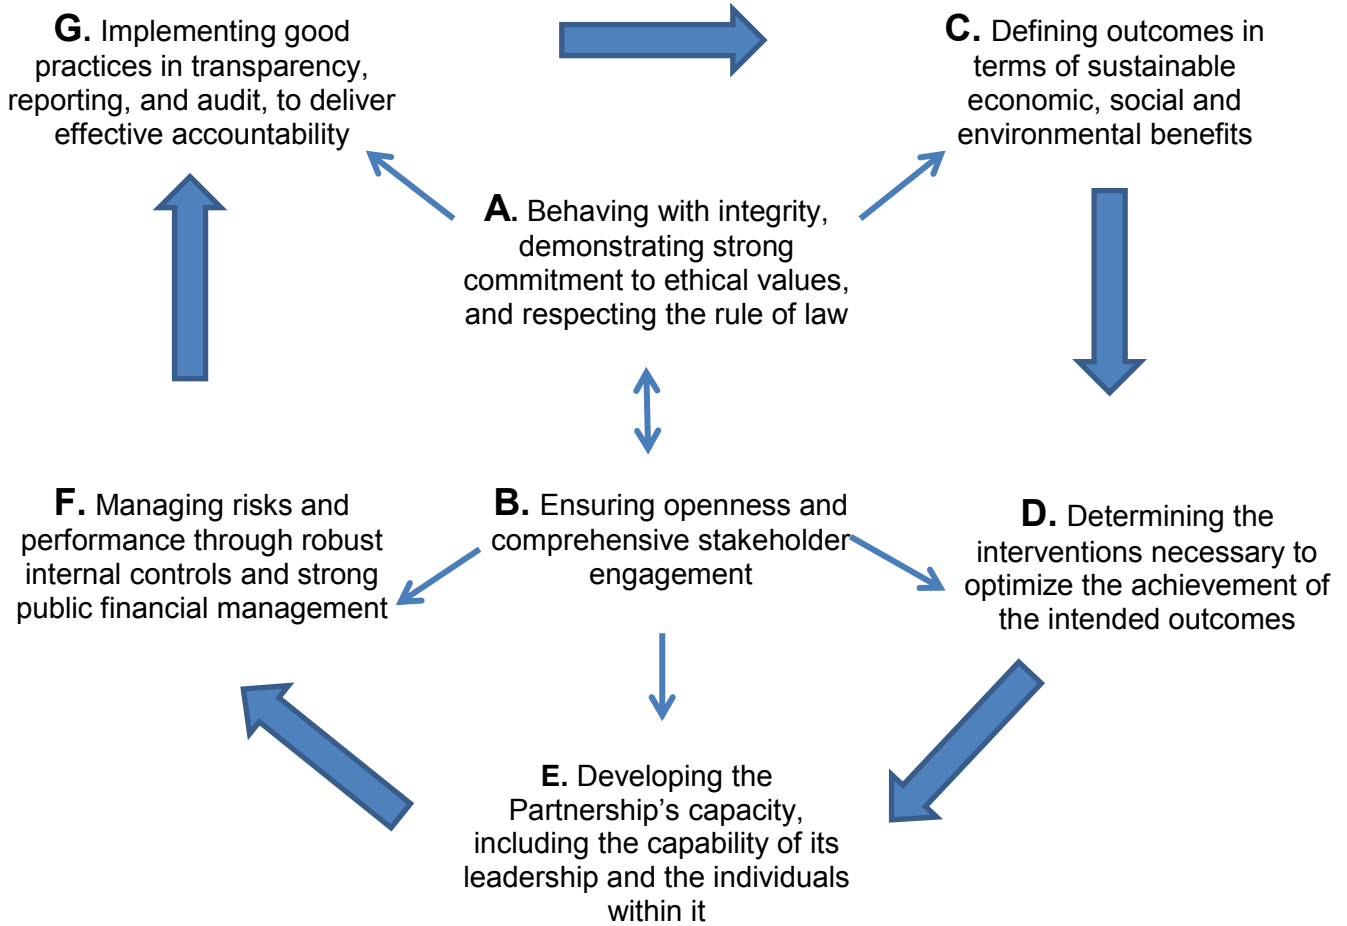 G. Implementing good
practices in transparency,
reporting, and audit, to deliver
effective accountability
C. Defining outcomes in
terms of sustainable
economic, social and
environmental benefits
A. Behaving with integrity,
demonstrating strong
commitment to ethical values,
and respecting the rule of law
F. Managing risks and
performance through robust
internal controls and strong
public financial management
B. Ensuring openness and
comprehensive stakeholder
engagement
D. Determining the
interventions necessary to
optimize the achievement of
the intended outcomes
E. Developing the
Partnership’s capacity,
including the capability of its
leadership and the individuals
within it